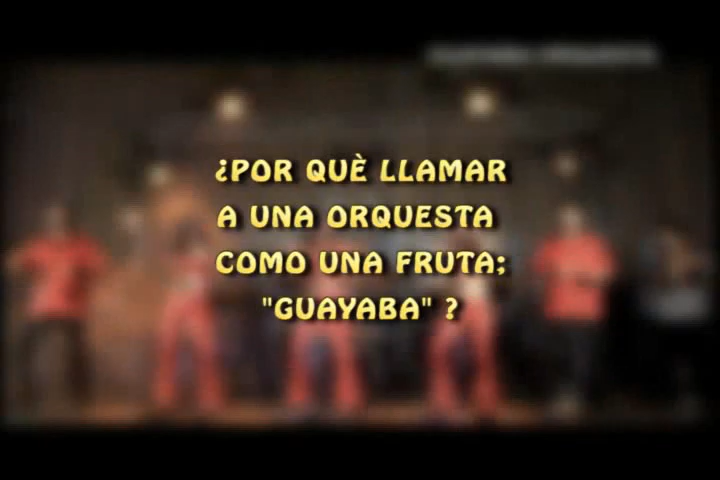 ¿POR QUÈ LLAMAR
A UNA ORQUESTA
COMO UNA FRUTA;
"GUAYABA" ?